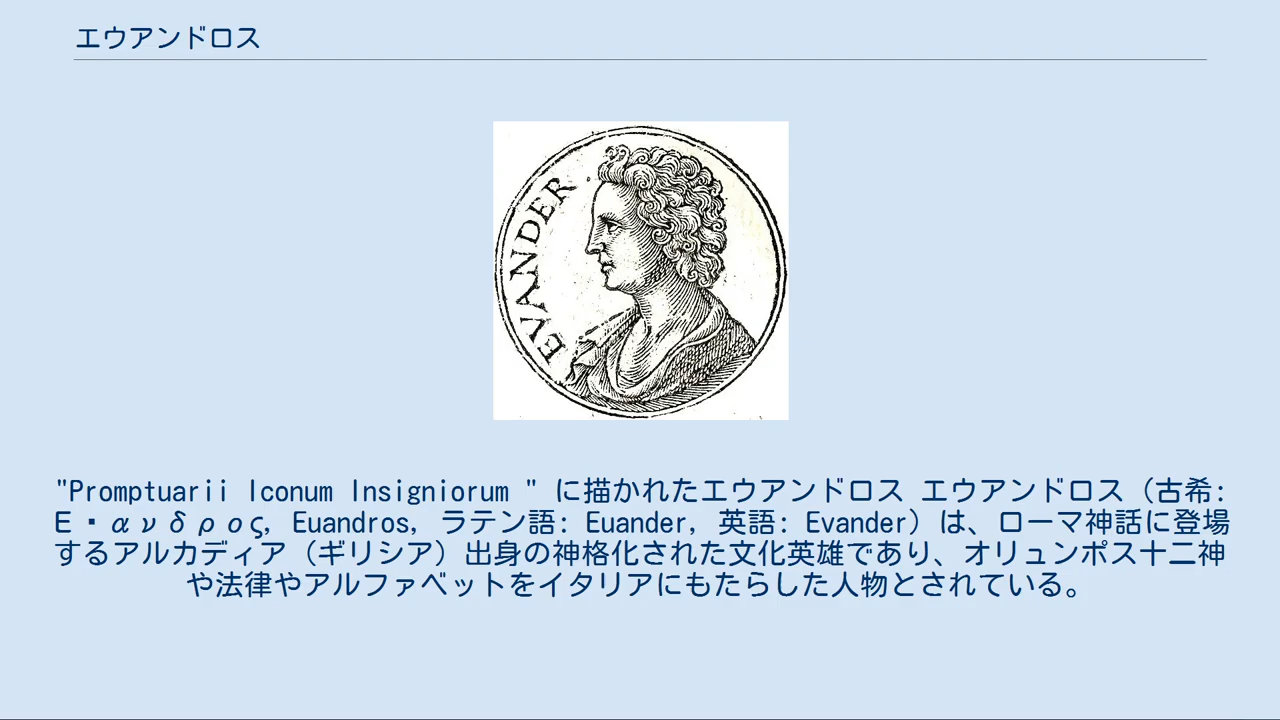 エウアンドロス
EVANDER
"Promptuarii Iconum Insigniorum " に描かれたエウアンドロス エウアンドロス（古希:
Ε▪ανδρος, Euandros, ラテン語: Euander, 英語: Evander）は、ローマ神話に登場
するアルカディア（ギリシア）出身の神格化された文化英雄であり、オリュンポス十二神
や法律やアルファベットをイタリアにもたらした人物とされている。